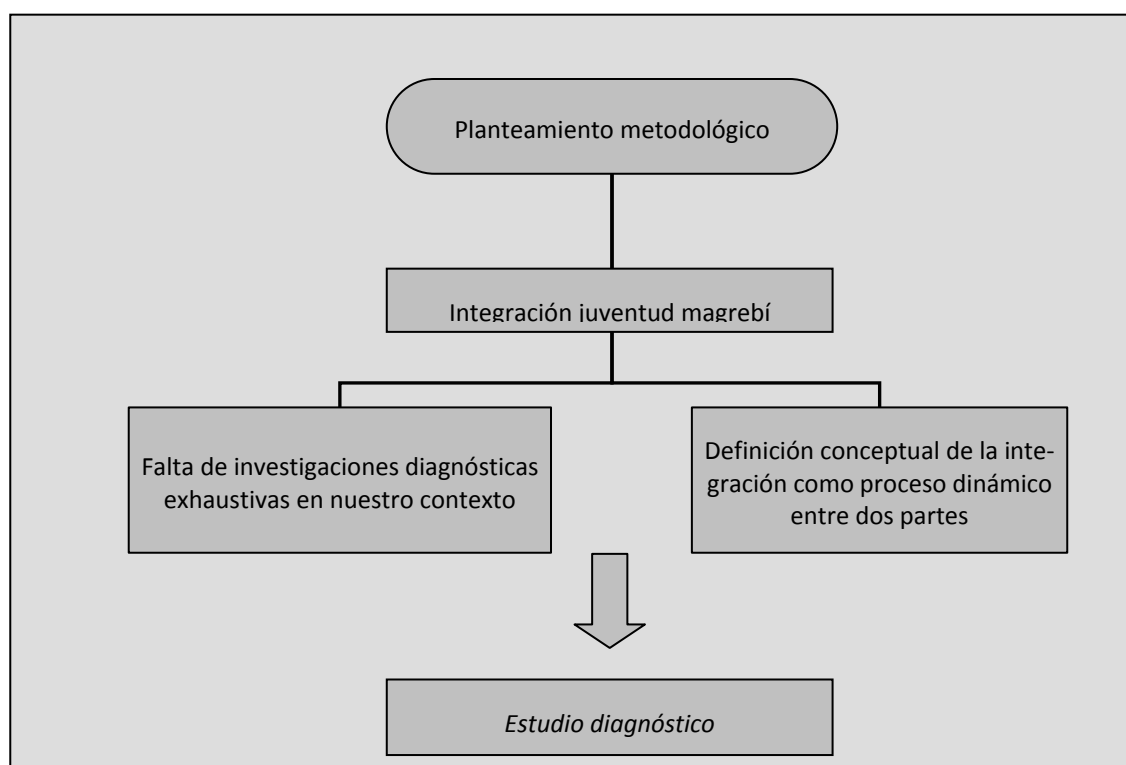 Planteamiento metodológico
Integración juventud magrebí
Falta de investigaciones diagnósticas
exhaustivas en nuestro contexto
Definición conceptual de la inte-
gración como proceso dinámico
entre dos partes
Estudio diagnóstico